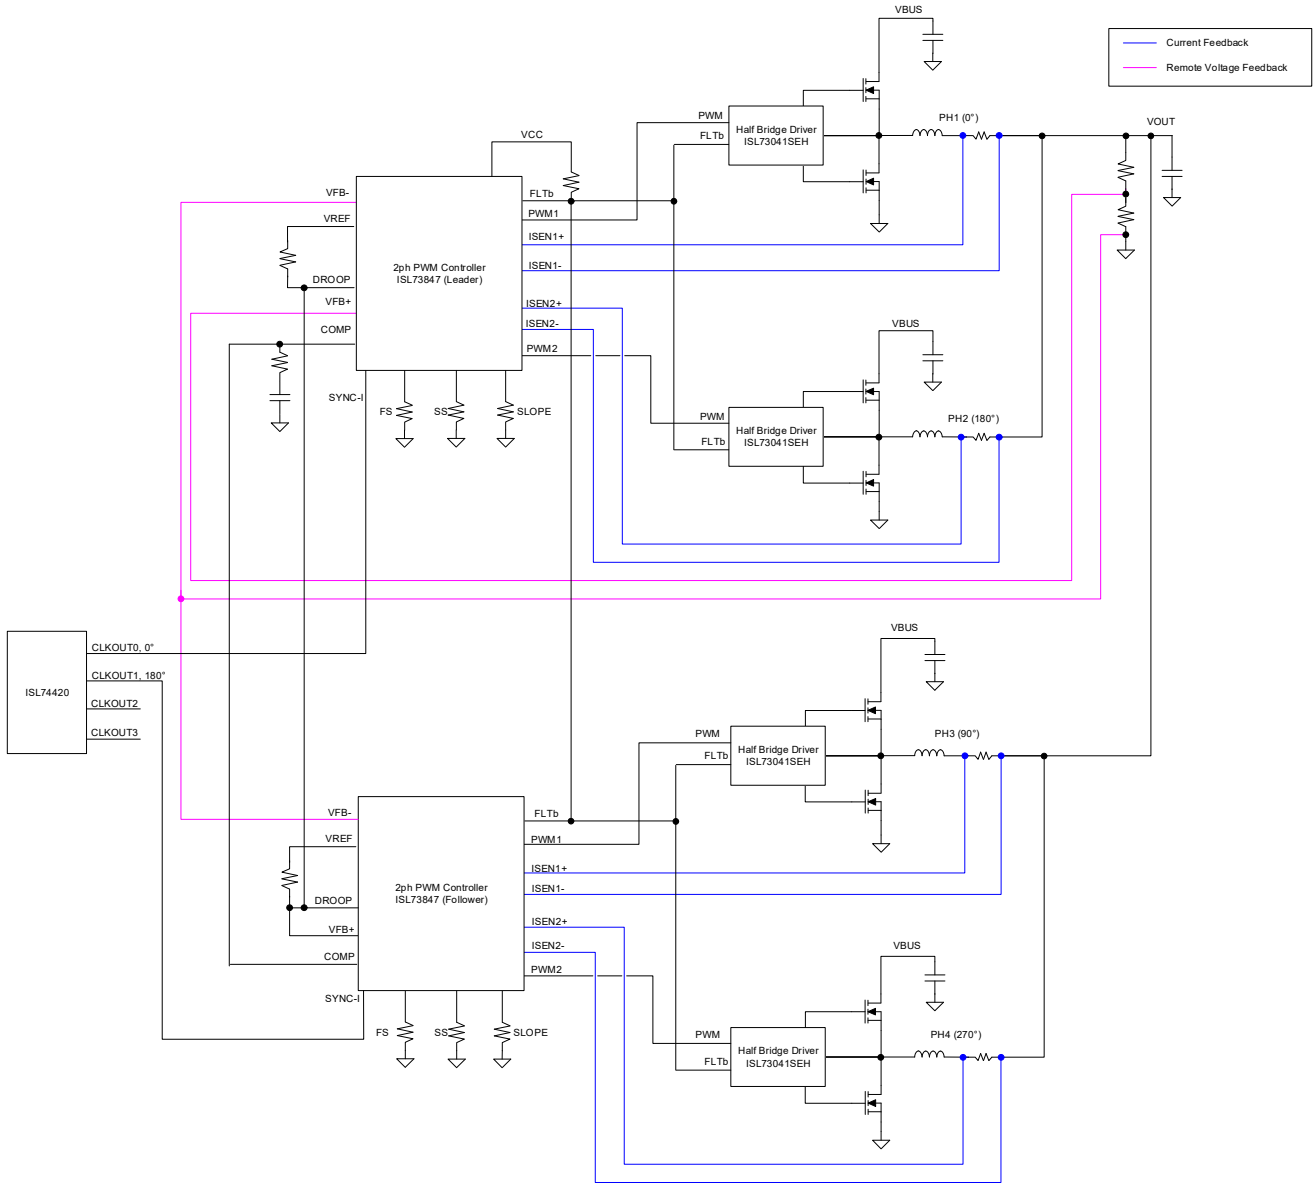 VBUS
Current Feedback
Remote Voltage Feedback
PWM
FLTb
Half Bridge Driver
ISL73041SEH
PH1 (0°)
VOUT
VCC
VFB-
VREF
DROOP
VFB+
COMP
SYNC-I
2ph PWM Controller
ISL73847 (Leader)
FLTb
PWM1
ISEN1+
ISEN1-
ISEN2+
ISEN2-
PWM2
FS
SS
SLOPE
VBUS
PWM
FLTb
Half Bridge Driver
ISL73041SEH
PH2 (180°)
ISL74420
CLKOUT0, 0°
CLKOUT1, 180°
CLKOUT2
CLKOUT3
VBUS
PWM
FLTb
Half Bridge Driver
ISL73041SEH
PH3 (90°)
VFB-
VREF
DROOP
VFB+
COMP
SYNC-I
2ph PWM Controller
ISL73847 (Follower)
FLTb
PWM1
ISEN1+
ISEN1-
ISEN2+
ISEN2-
PWM2
FS
SS
SLOPE
VBUS
PWM
FLTb
Half Bridge Driver
ISL73041SEH
PH4 (270°)